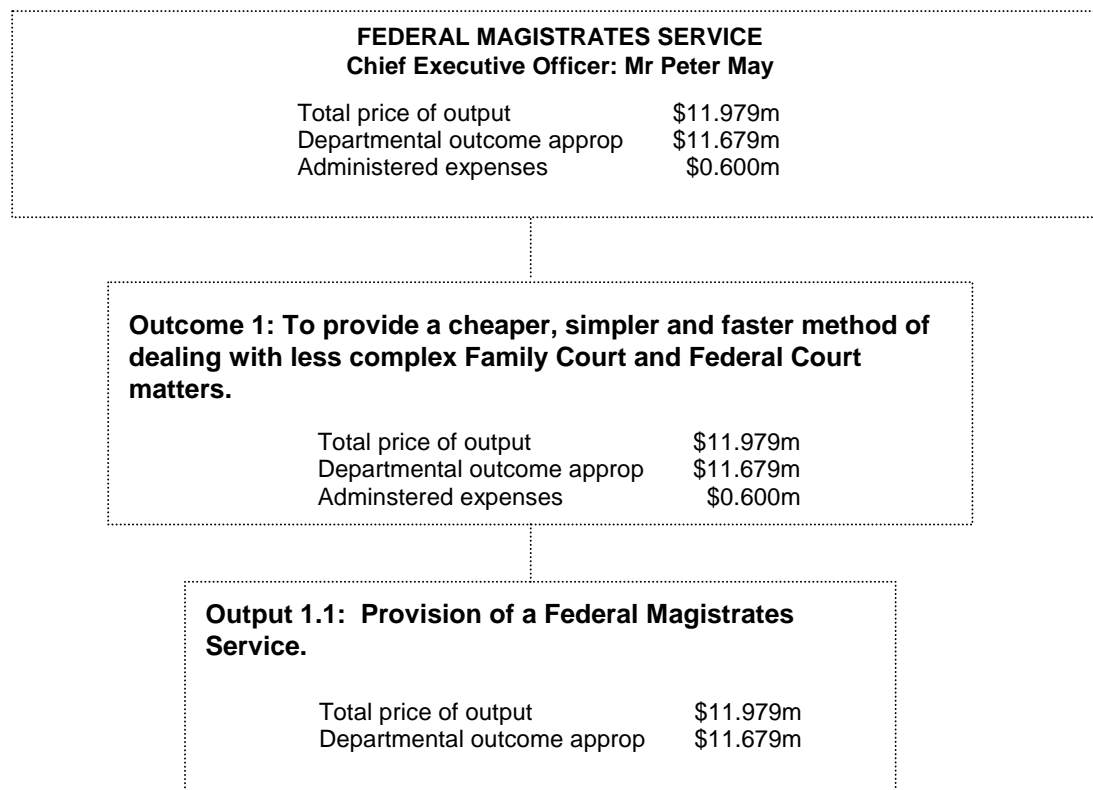 FEDERAL MAGISTRATES SERVICE
Chief Executive Officer: Mr Peter May
Total price of output $11.979m
Departmental outcome approp $11.679m
Administered expenses $0.600m
Outcome 1: To provide a cheaper, simpler and faster method of
dealing with less complex Family Court and Federal Court
matters.
Total price of output $11.979m
Departmental outcome approp $11.679m
Adminstered expenses $0.600m
Output 1.1: Provision of a Federal Magistrates
Service.
Total price of output $11.979m
Departmental outcome approp $11.679m